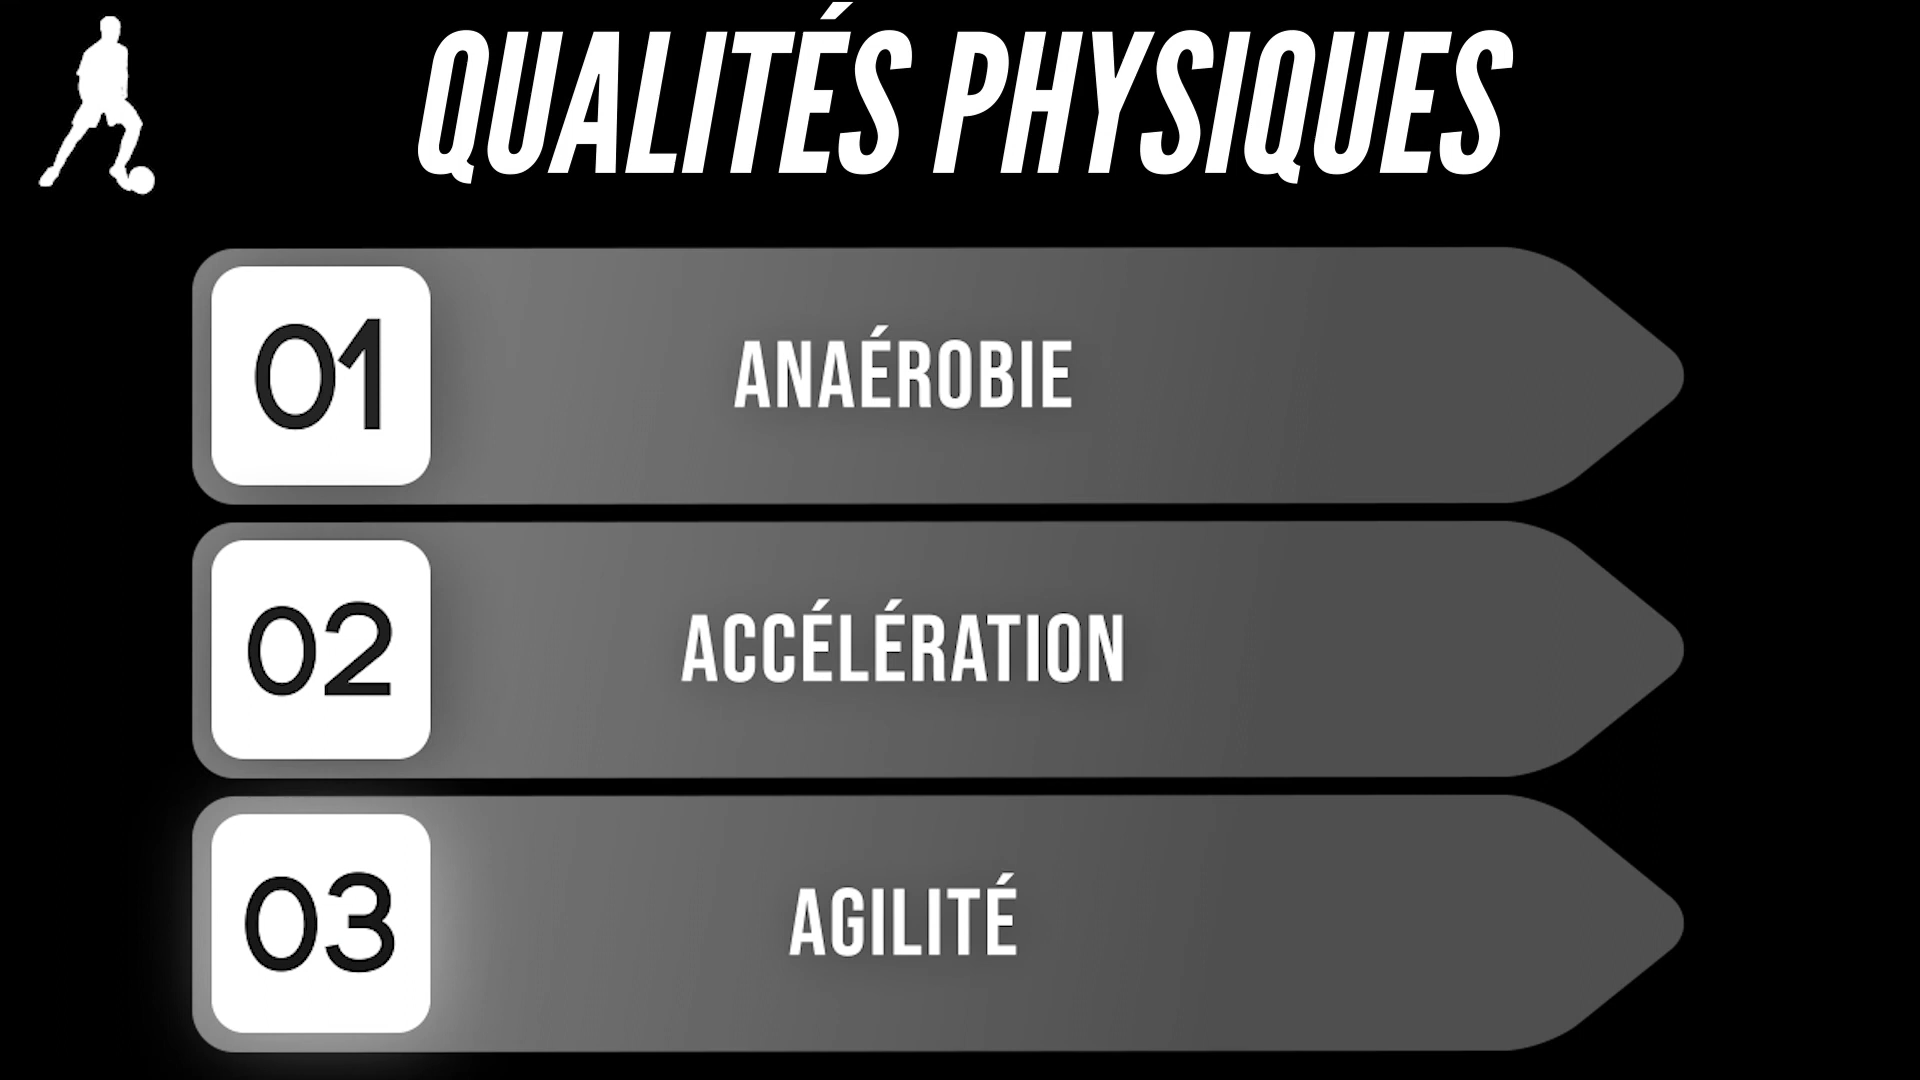 QUALITÉS PHYSIQUES
01
ANAÉROBIE
02
ACCÉLÉRATION
03
AGILITÉ